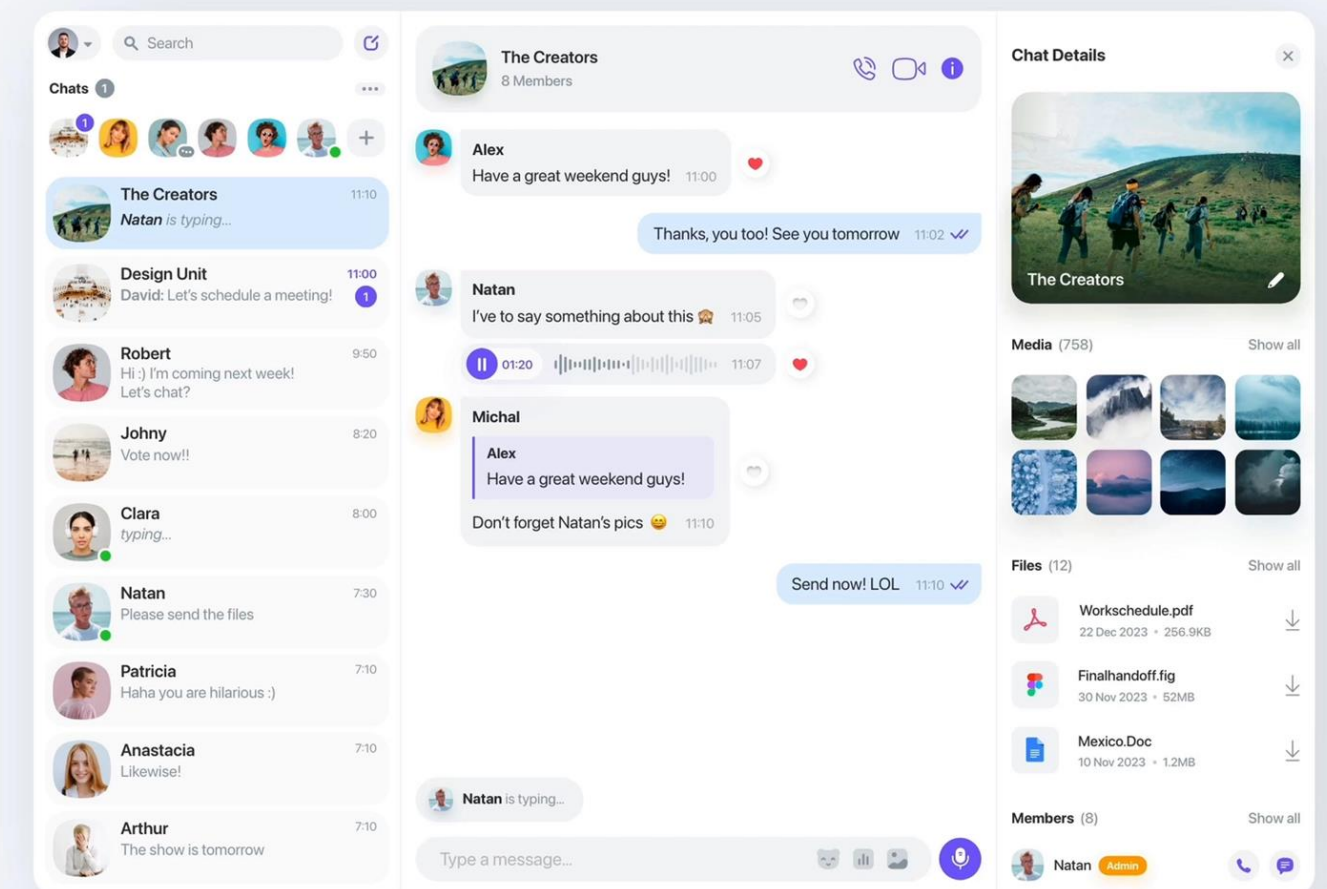 Search
Chats 1
1
The Creators 11:10
Natan is typing...
Design Unit 11:00
David: Let's schedule a meeting! 1
Robert 9:50
Hi :) I'm coming next week!
Let's chat?
Johny 8:20
Vote now!!
Clara 8:00
typing...
Natan 7:30
Please send the files
Patricia 7:10
Haha you are hilarious :)
Anastacia 7:10
Likewise!
Arthur 7:10
The show is tomorrow
The Creators
8 Members
Alex
Have a great weekend guys! 11:00
Thanks, you too! See you tomorrow 11:02
Natan
I've to say something about this 🙈 11:05
01:20 11:07
Michal
Alex
Have a great weekend guys!
Don't forget Natan's pics 😄 11:10
Send now! LOL 11:10
Natan is typing...
Type a message...
Chat Details
The Creators
Media (758) Show all
Files (12) Show all
Workschedule.pdf
22 Dec 2023 • 256.9KB
Finalhandoff.fig
30 Nov 2023 • 52MB
Mexico.Doc
10 Nov 2023 • 1.2MB
Members (8) Show all
Natan Admin